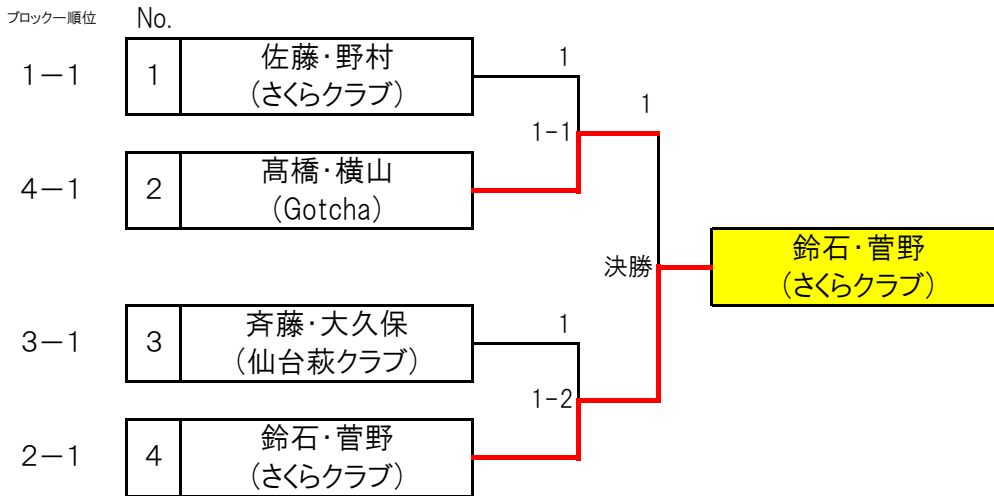 ブロックー順位 No.
1－1 1 佐藤･野村
(さくらクラブ)
1
1-1
1
4－1 2 髙橋･横山
(Gotcha)
決勝
鈴石･菅野
(さくらクラブ)
3－1 3 斉藤･大久保
(仙台萩クラブ)
1
1-2
2－1 4 鈴石･菅野
(さくらクラブ)